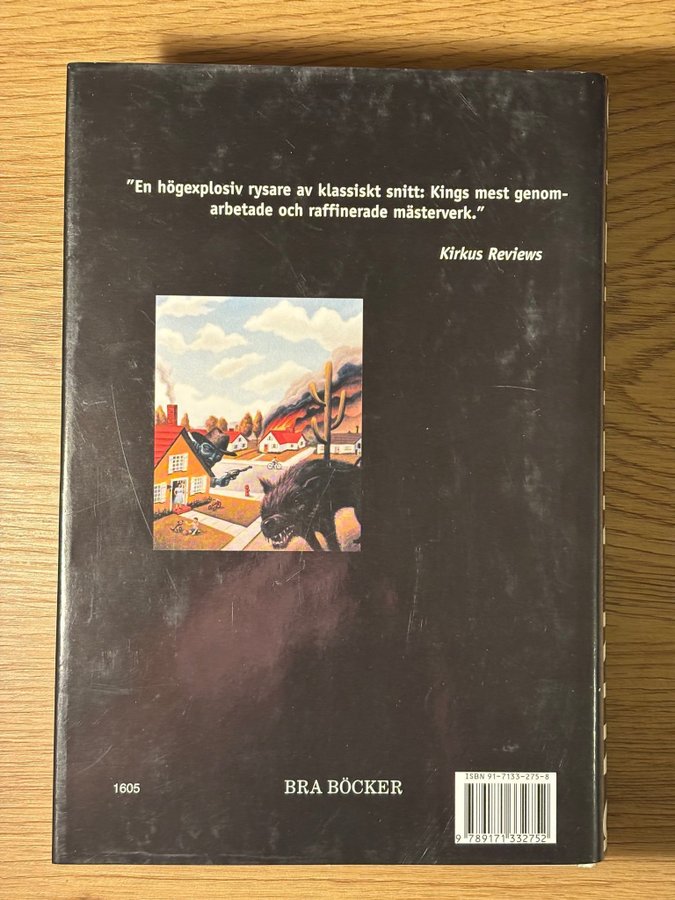 ”En högexplosiv rysare av klassiskt snitt: Kings mest genom-
arbetade och raffinerade mästerverk.”
Kirkus Reviews
1605
BRA BÖCKER
ISBN 91-7133-275-8
9 789171 332752